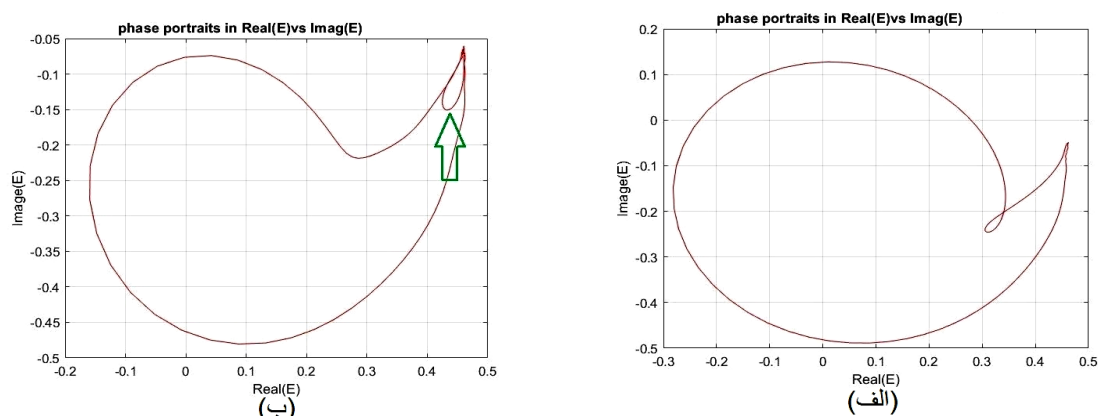 phase portraits in Real(E)vs Imag(E)
-0.05
-0.1
-0.15
-0.2
-0.25
-0.3
-0.35
-0.4
-0.45
-0.5
Image(E)
-0.2 -0.1 0 0.1 0.2 0.3 0.4 0.5
Real(E)
(ب)
phase portraits in Real(E)vs Imag(E)
0.2
0.1
0
-0.1
-0.2
-0.3
-0.4
-0.5
Image(E)
-0.3 -0.2 -0.1 0 0.1 0.2 0.3 0.4 0.5
Real(E)
(الف)